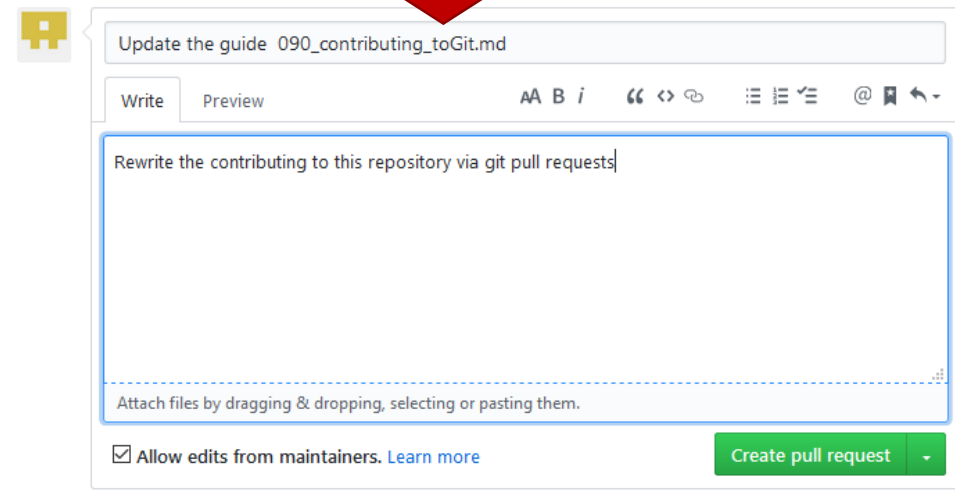 Update the guide  090_contributing_toGit.md
Write Preview AA B i “ <> @
Rewrite the contributing to this repository via git pull requests
Attach files by dragging & dropping, selecting or pasting them.
Allow edits from maintainers. Learn more Create pull request